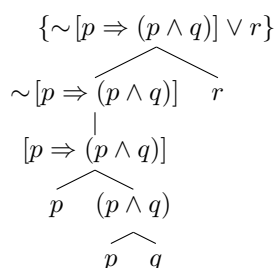 {∼[p ⇒ (p ∧ q)] ∨ r}
∼[p ⇒ (p ∧ q)] r
[p ⇒ (p ∧ q)]
p (p ∧ q)
p q